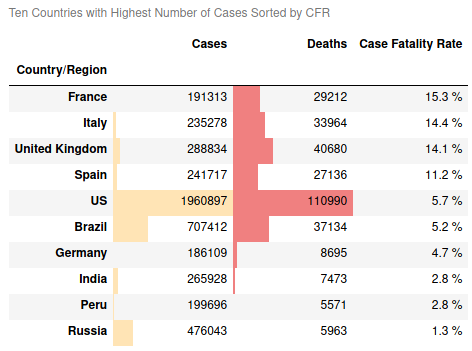 Ten Countries with Highest Number of Cases Sorted by CFR
Cases Deaths Case Fatality Rate
Country/Region
France 191313 29212 15.3 %
Italy 235278 33964 14.4 %
United Kingdom 288834 40680 14.1 %
Spain 241717 27136 11.2 %
US 1960897 110990 5.7 %
Brazil 707412 37134 5.2 %
Germany 186109 8695 4.7 %
India 265928 7473 2.8 %
Peru 199696 5571 2.8 %
Russia 476043 5963 1.3 %